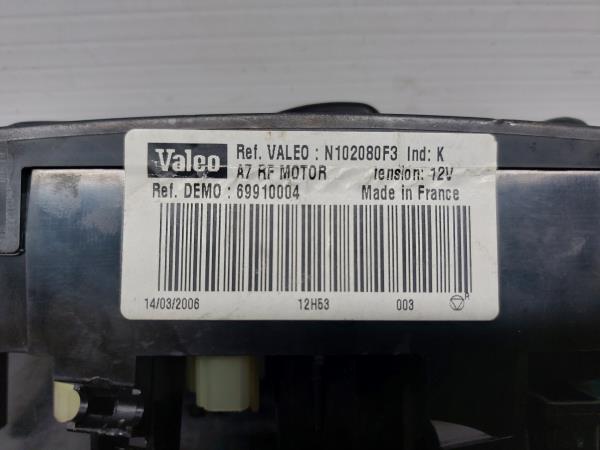 Valeo Ref. VALEO : N102080F3 Ind: K
A7 RF MOTOR Tension: 12V
Ref. DEMO : 69910004 Made in France
14/03/2006 12H53 003 R